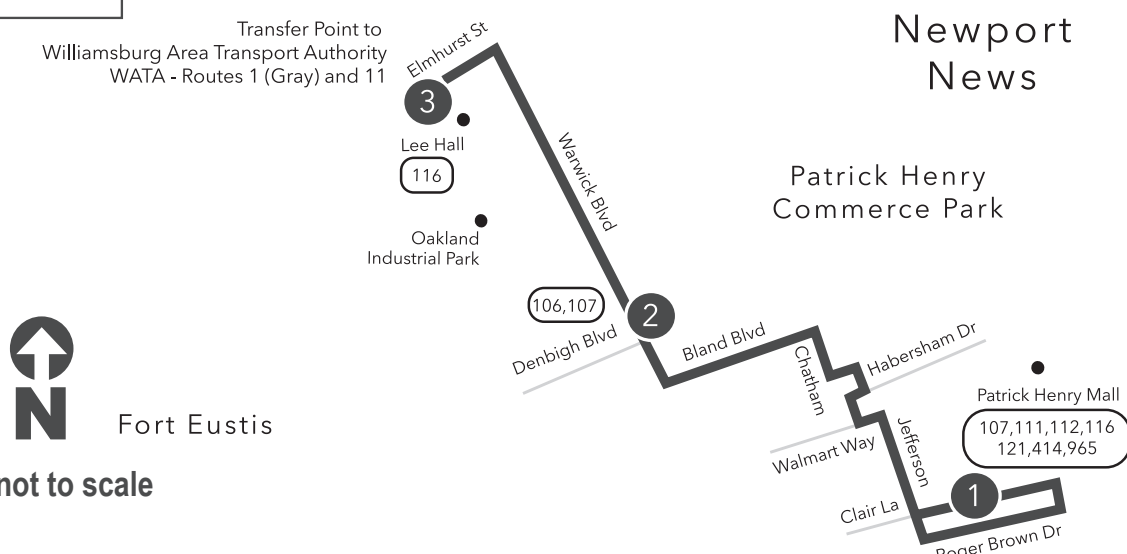 Transfer Point to
Williamsburg Area Transport Authority
WATA - Routes 1 (Gray) and 11
Elmhurst St
Newport
News
3
Lee Hall
116
Warwick Blvd
Patrick Henry
Commerce Park
Oakland
Industrial Park
106,107
2
Denbigh Blvd
Bland Blvd
Chatham
Habersham Dr
Patrick Henry Mall
107,111,112,116
121,414,965
N
Fort Eustis
Walmart Way
Jefferson
not to scale
1
Clair La
Roger Brown Dr